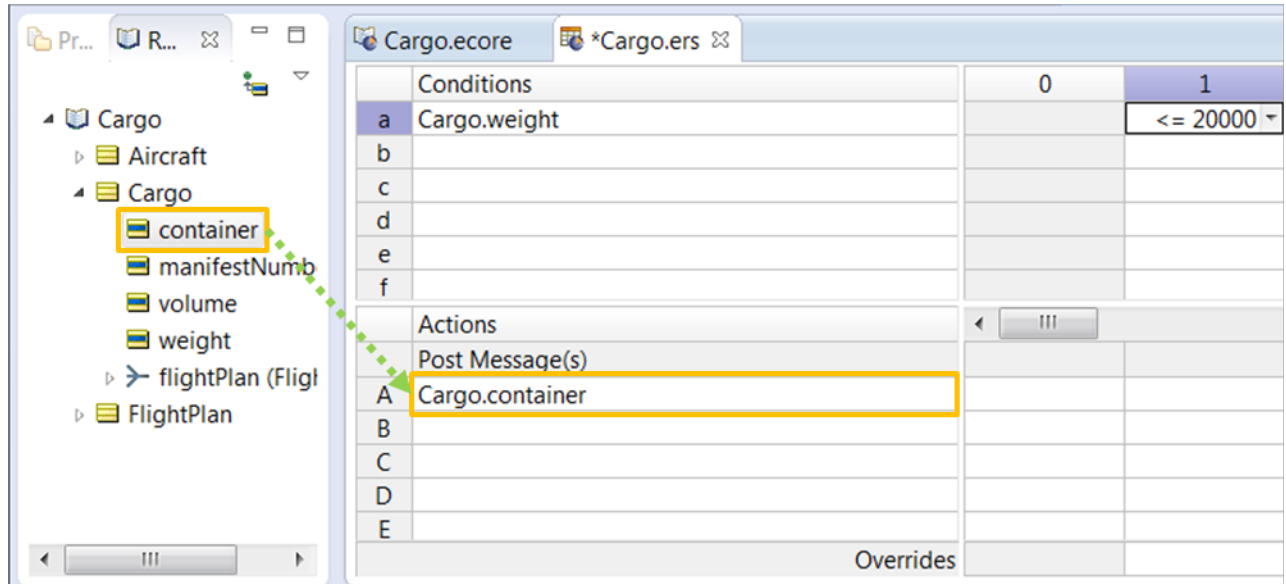 Pr... R...
Cargo
Aircraft
Cargo
container
manifestNumb
volume
weight
flightPlan (Fligh
FlightPlan
Cargo.ecore *Cargo.ers
Conditions 0 1
a Cargo.weight <= 20000
b
c
d
e
f
Actions
Post Message(s)
A Cargo.container
B
C
D
E
Overrides